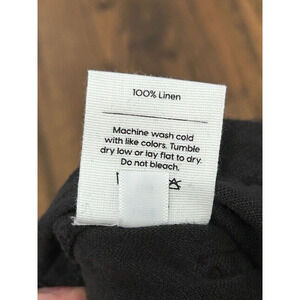 100% Linen
Machine wash cold
with like colors. Tumble
dry low or lay flat to dry.
Do not bleach.